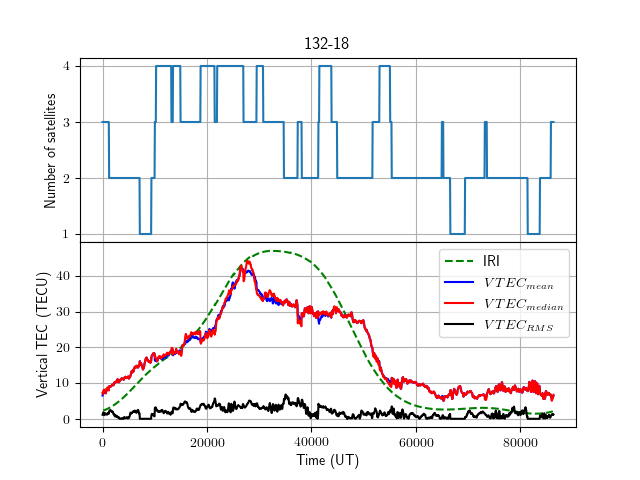 132-18
Number of satellites
4
3
2
1
Vertical TEC (TECU)
40
30
20
10
0
IRI
VTEC_mean
VTEC_median
VTEC_RMS
0 20000 40000 60000 80000
Time (UT)